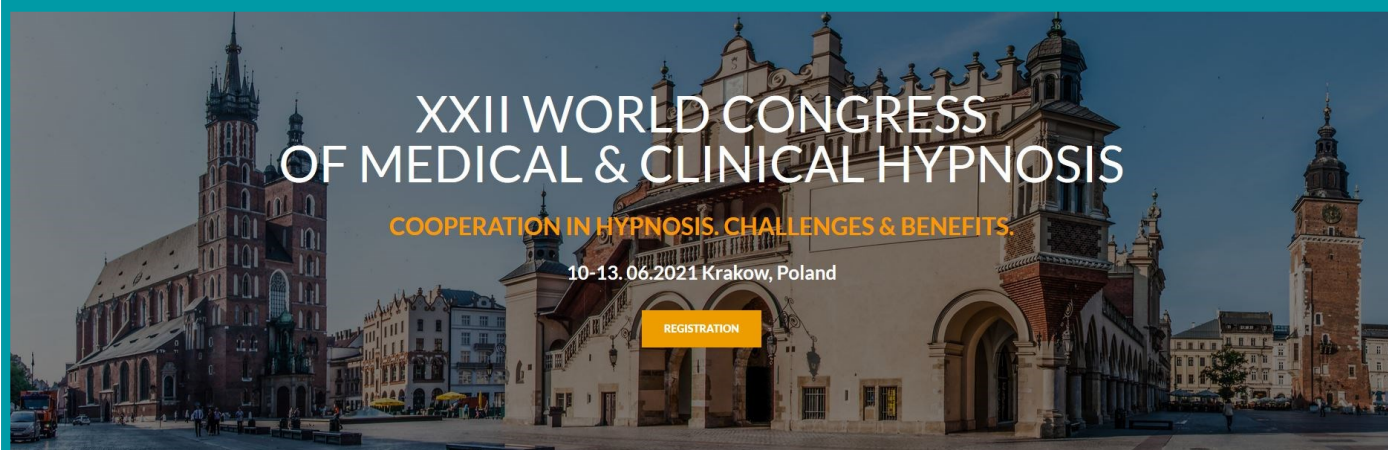 XXII WORLD CONGRESS
OF MEDICAL & CLINICAL HYPNOSIS
COOPERATION IN HYPNOSIS. CHALLENGES & BENEFITS.
10-13. 06.2021 Krakow, Poland
REGISTRATION